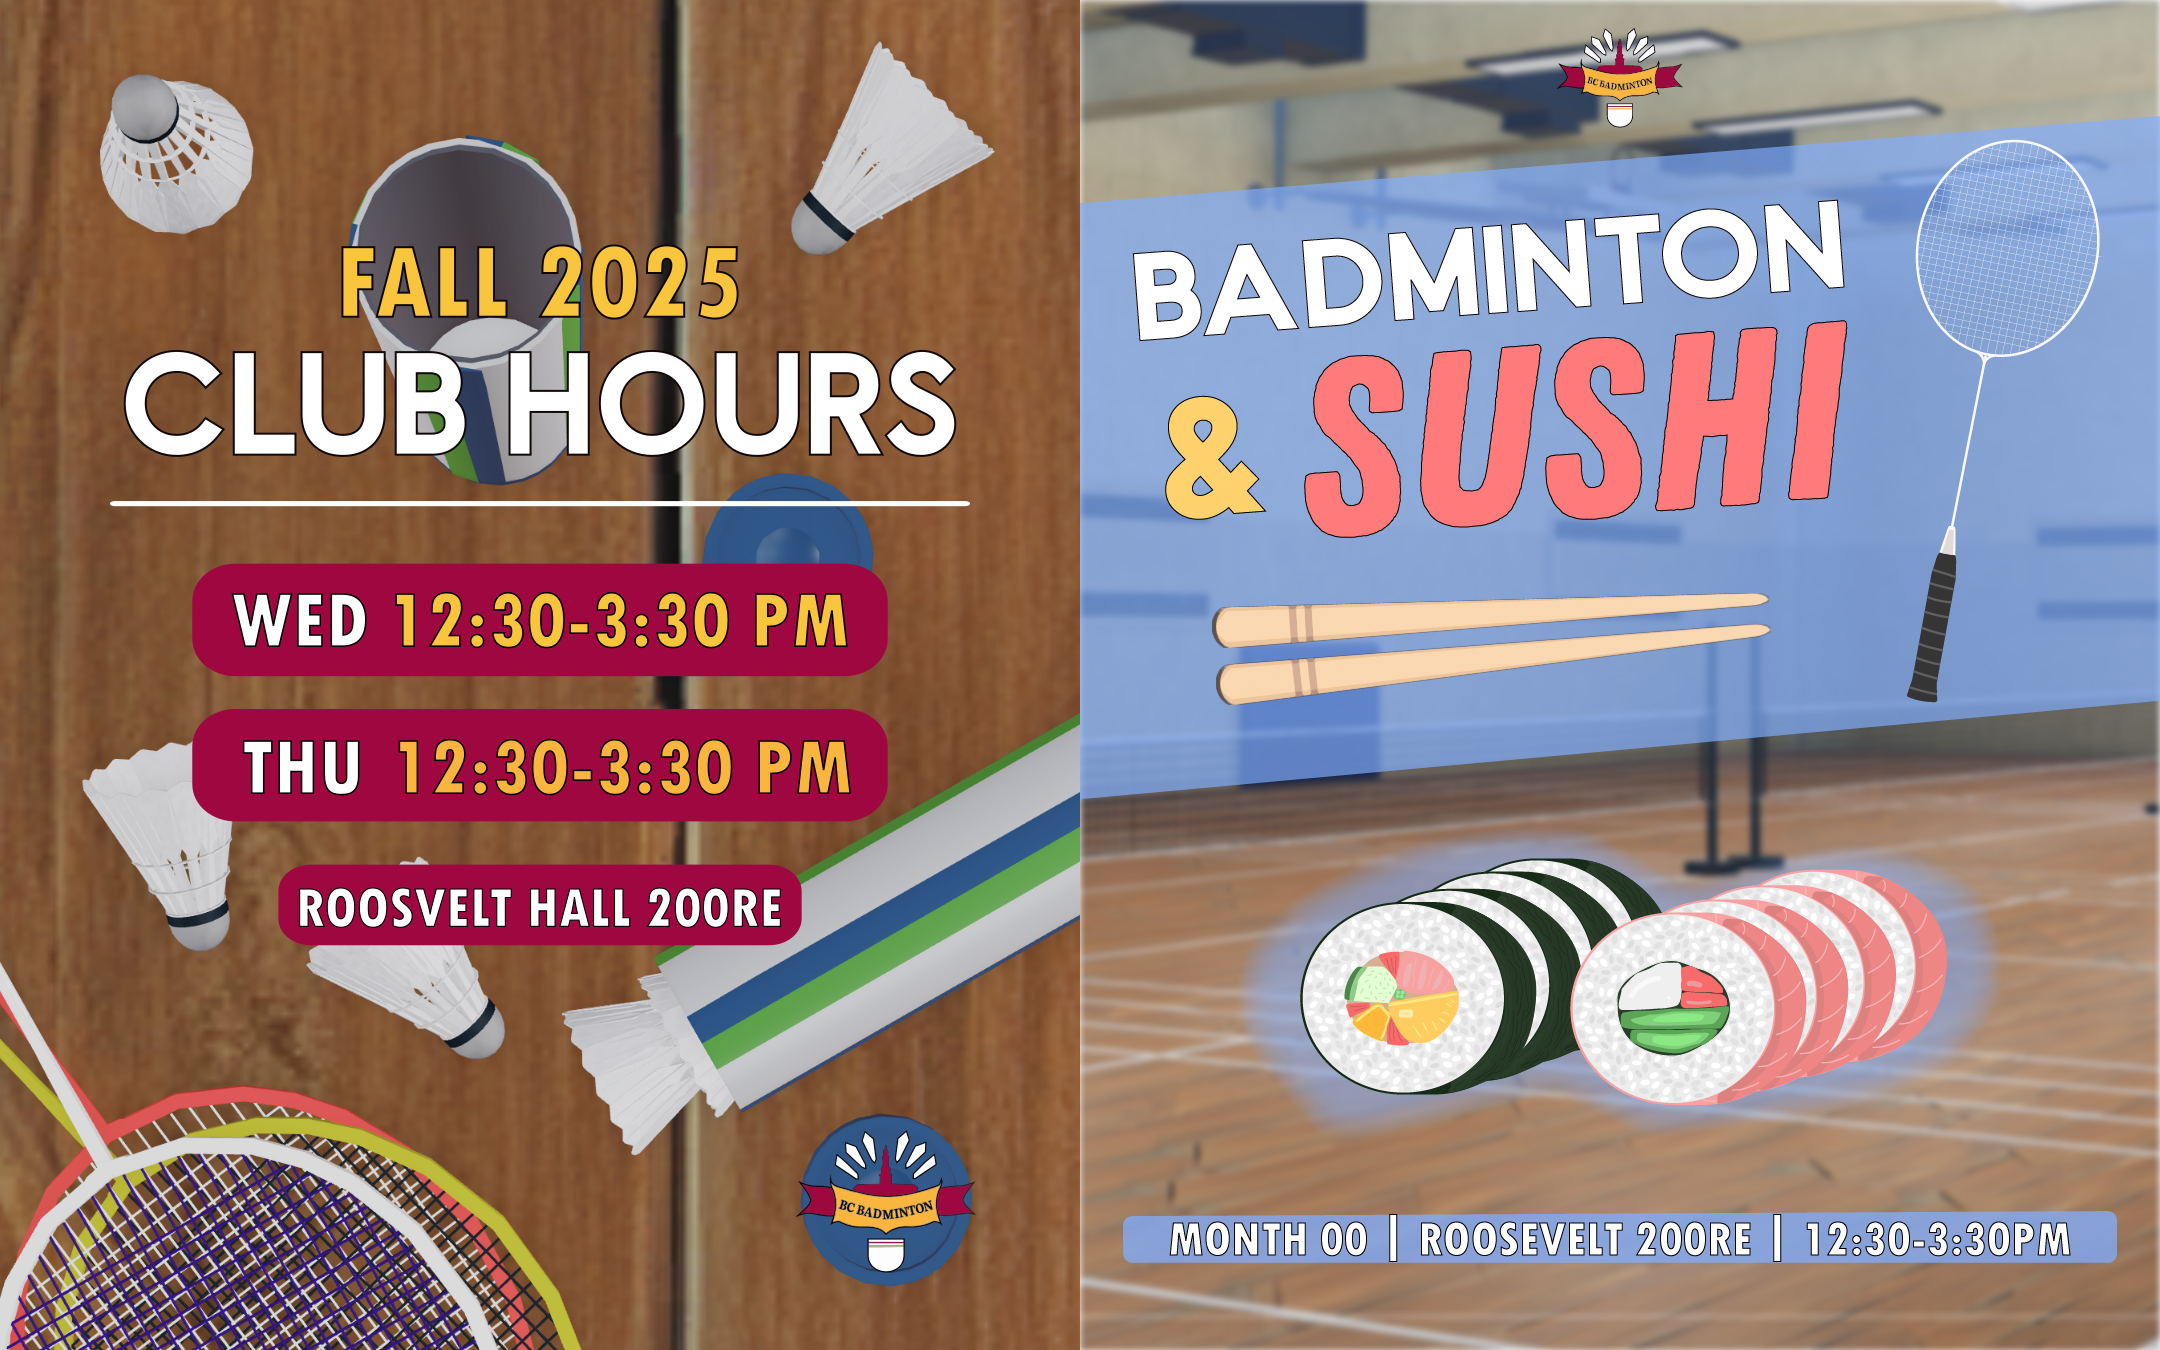 FALL 2025
CLUB HOURS
WED 12:30-3:30 PM
THU 12:30-3:30 PM
ROOSVELT HALL 200RE
BC BADMINTON
BC BADMINTON
BADMINTON
& SUSHI
MONTH 00 | ROOSEVELT 200RE | 12:30-3:30PM